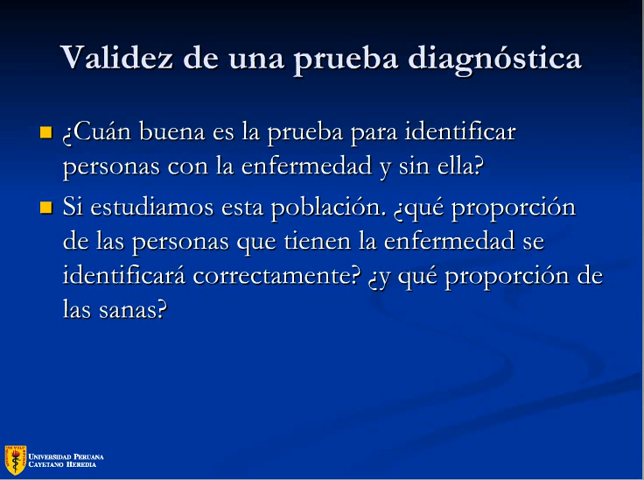 Validez de una prueba diagnóstica
¿Cuán buena es la prueba para identificar
personas con la enfermedad y sin ella?
Si estudiamos esta población. ¿qué proporción
de las personas que tienen la enfermedad se
identificará correctamente? ¿y qué proporción de
las sanas?
UNIVERSIDAD PERUANA
CAYETANO HEREDIA